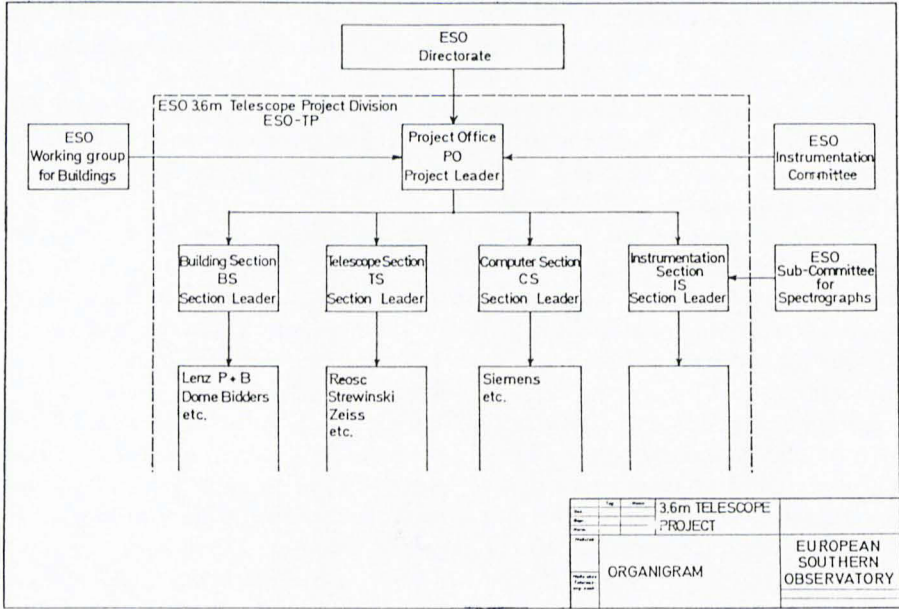 ESO
Directorate
ESO 3.6m Telescope Project Division
ESO-TP
ESO
Working group
for Buildings
Project Office
PO
Project Leader
ESO
Instrumentation
Committee
Building Section
BS
Section Leader
Telescope Section
TS
Section Leader
Computer Section
CS
Section Leader
Instrumentation
Section
IS
Section Leader
ESO
Sub-Committee
for
Spectrographs
Lenz P + B
Dome Bidders
etc.
Reosc
Strewinski
Zeiss
etc.
Siemens
etc.
3.6m TELESCOPE
PROJECT
ORGANIGRAM
EUROPEAN
SOUTHERN
OBSERVATORY